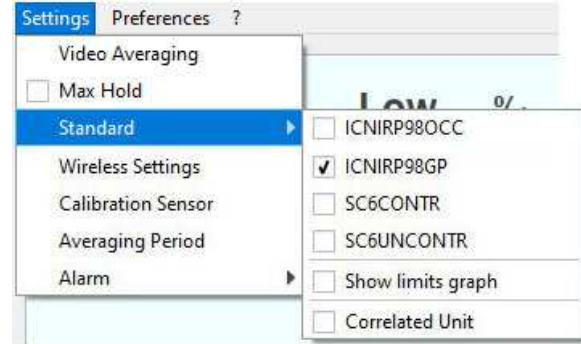 Settings Preferences ?
Video Averaging
Max Hold
Low %
Standard
ICNIRP98OCC
Wireless Settings
ICNIRP98GP
Calibration Sensor
SC6CONTR
Averaging Period
SC6UNCONTR
Alarm
Show limits graph
Correlated Unit